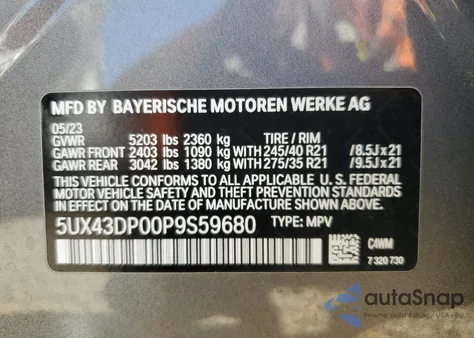 MFD BY BAYERISCHE MOTOREN WERKE AG
05/23
GVWR 5203 lbs 2360 kg TIRE / RIM
GAWR FRONT 2403 lbs 1090 kg WITH 245/40 R21 /8.5Jx21
GAWR REAR 3042 lbs 1380 kg WITH 275/35 R21 /9.5Jx21
THIS VEHICLE CONFORMS TO ALL APPLICABLE U. S. FEDERAL
MOTOR VEHICLE SAFETY AND THEFT PREVENTION STANDARDS
IN EFFECT ON THE DATE OF MANUFACTURE SHOWN ABOVE.
5UX43DP00P9S59680 TYPE: MPV
C4WM
7 320 730
autoSnap